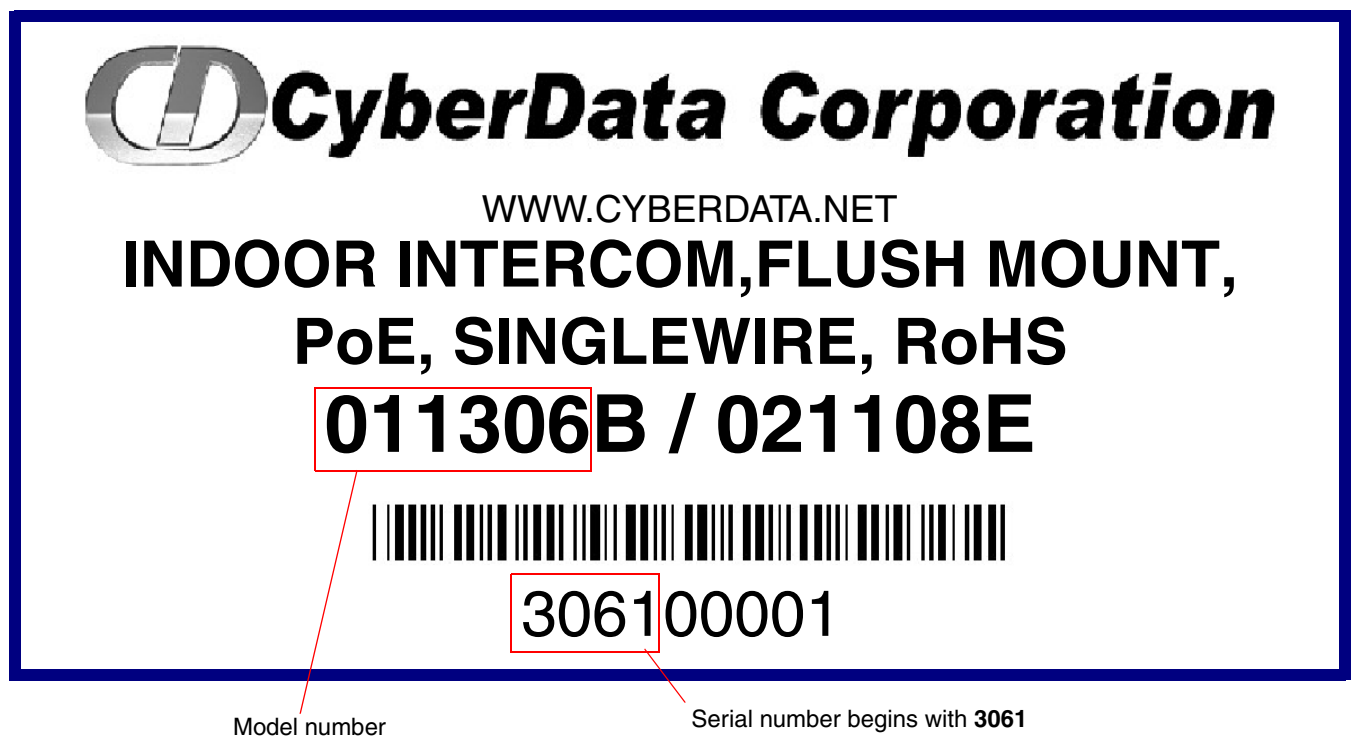 CyberData Corporation
WWW.CYBERDATA.NET
INDOOR INTERCOM,FLUSH MOUNT,
PoE, SINGLEWIRE, RoHS
011306B / 021108E
306100001
Model number
Serial number begins with 3061